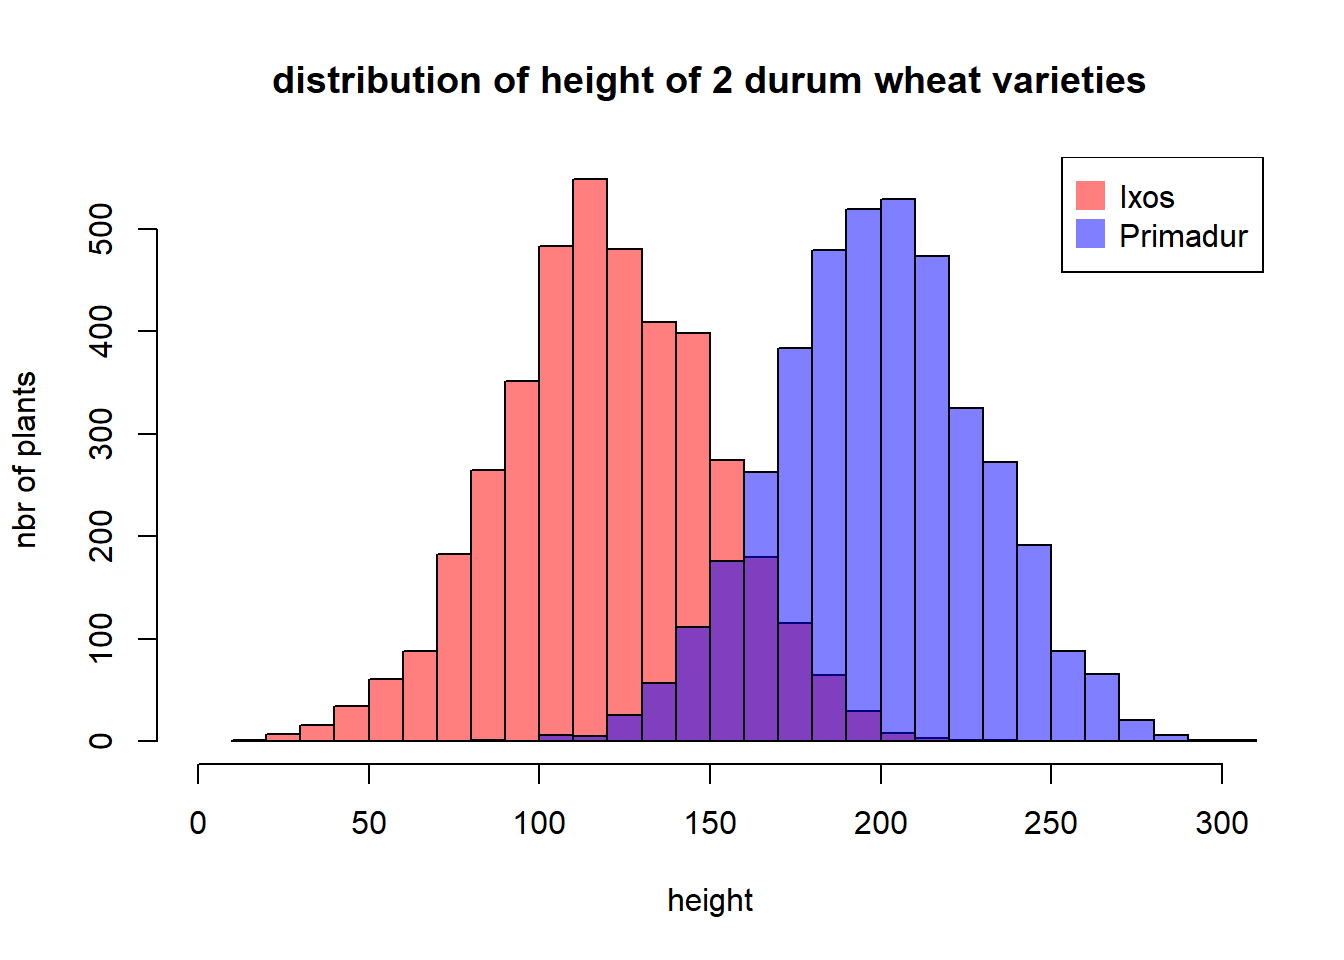 distribution of height of 2 durum wheat varieties
Ixos
Primadur
nbr of plants
500
400
300
200
100
0
0 50 100 150 200 250 300
height